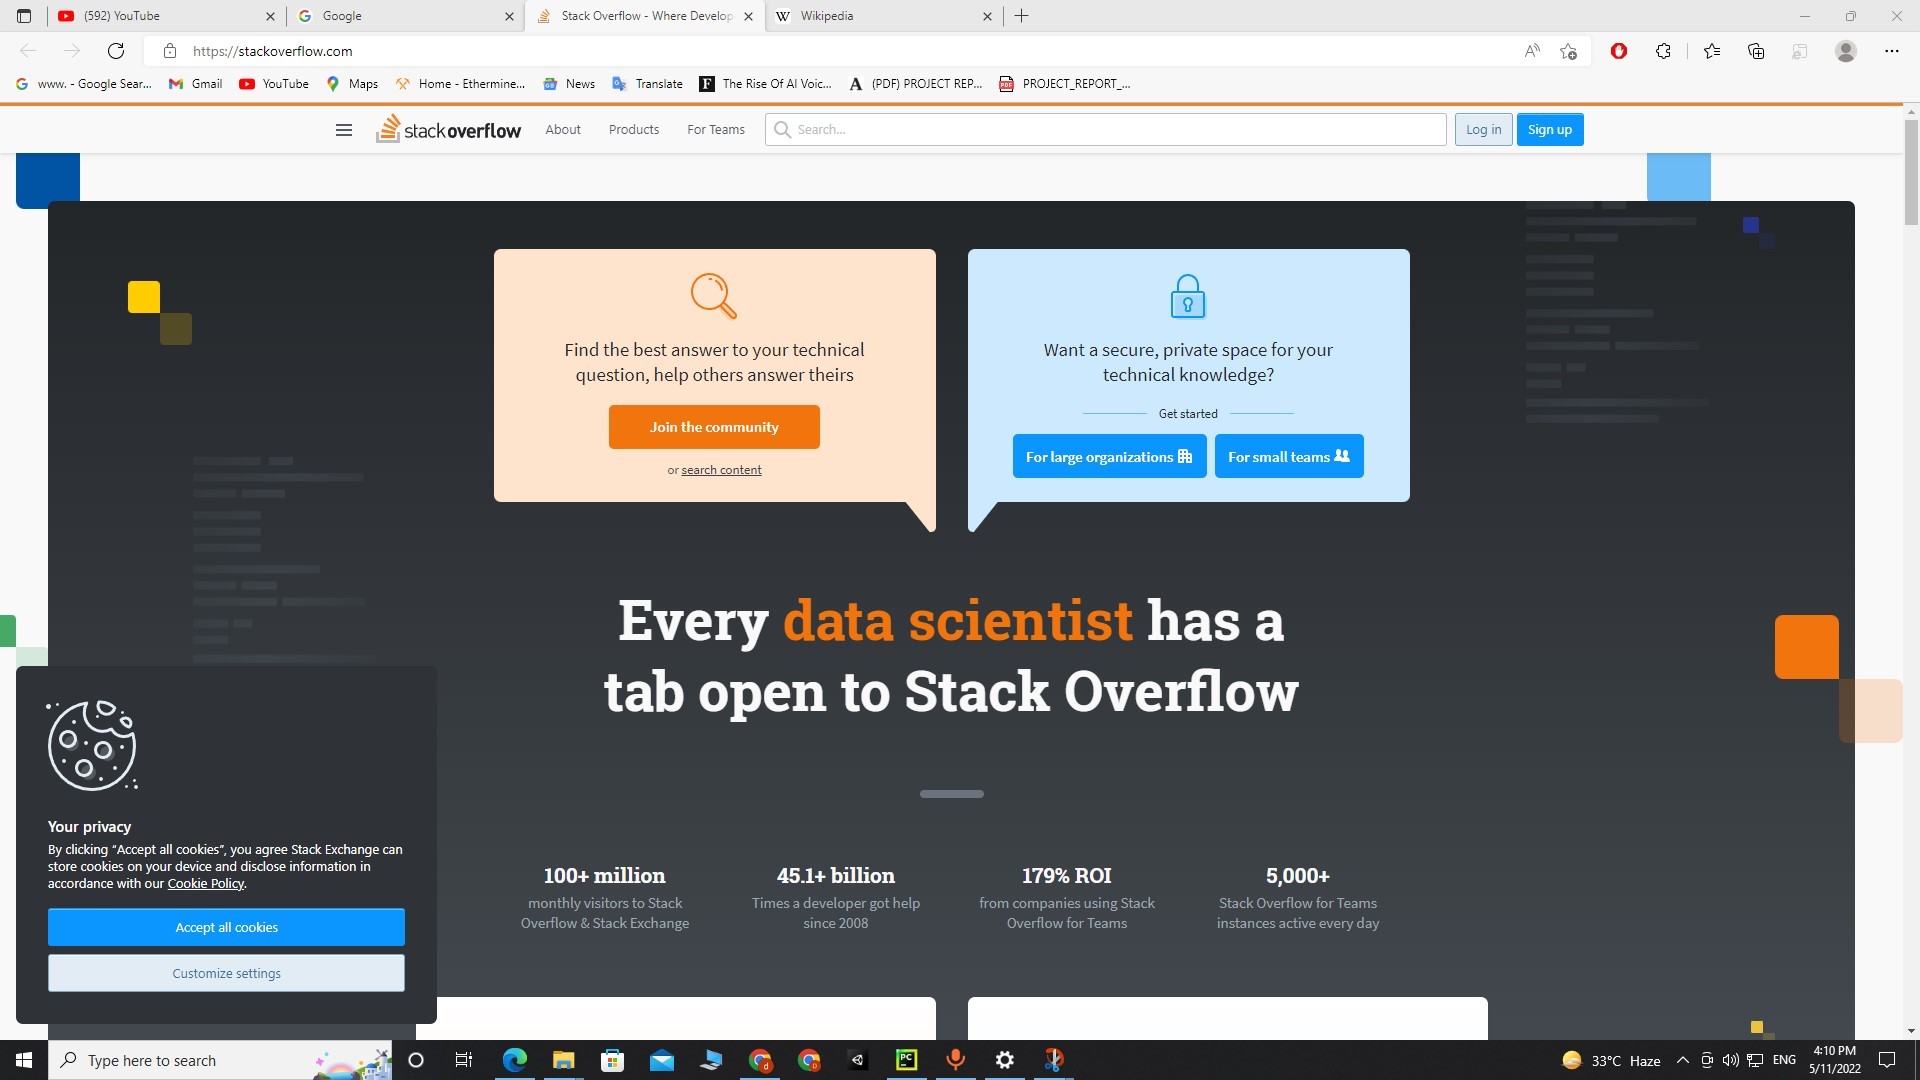 (592) YouTube
Google
Stack Overflow - Where Develop
Wikipedia
https://stackoverflow.com
www. - Google Sear...
Gmail
YouTube
Maps
Home - Ethermine...
News
Translate
The Rise Of AI Voic...
(PDF) PROJECT REP...
PROJECT_REPORT_...
stackoverflow
About
Products
For Teams
Search...
Log in
Sign up
Find the best answer to your technical
question, help others answer theirs
Join the community
or search content
Want a secure, private space for your
technical knowledge?
Get started
For large organizations
For small teams
Every data scientist has a
tab open to Stack Overflow
100+ million
monthly visitors to Stack
Overflow & Stack Exchange
45.1+ billion
Times a developer got help
since 2008
179% ROI
from companies using Stack
Overflow for Teams
5,000+
Stack Overflow for Teams
instances active every day
Your privacy
By clicking “Accept all cookies”, you agree Stack Exchange can
store cookies on your device and disclose information in
accordance with our Cookie Policy.
Accept all cookies
Customize settings
Type here to search
33°C Haze
ENG
4:10 PM
5/11/2022